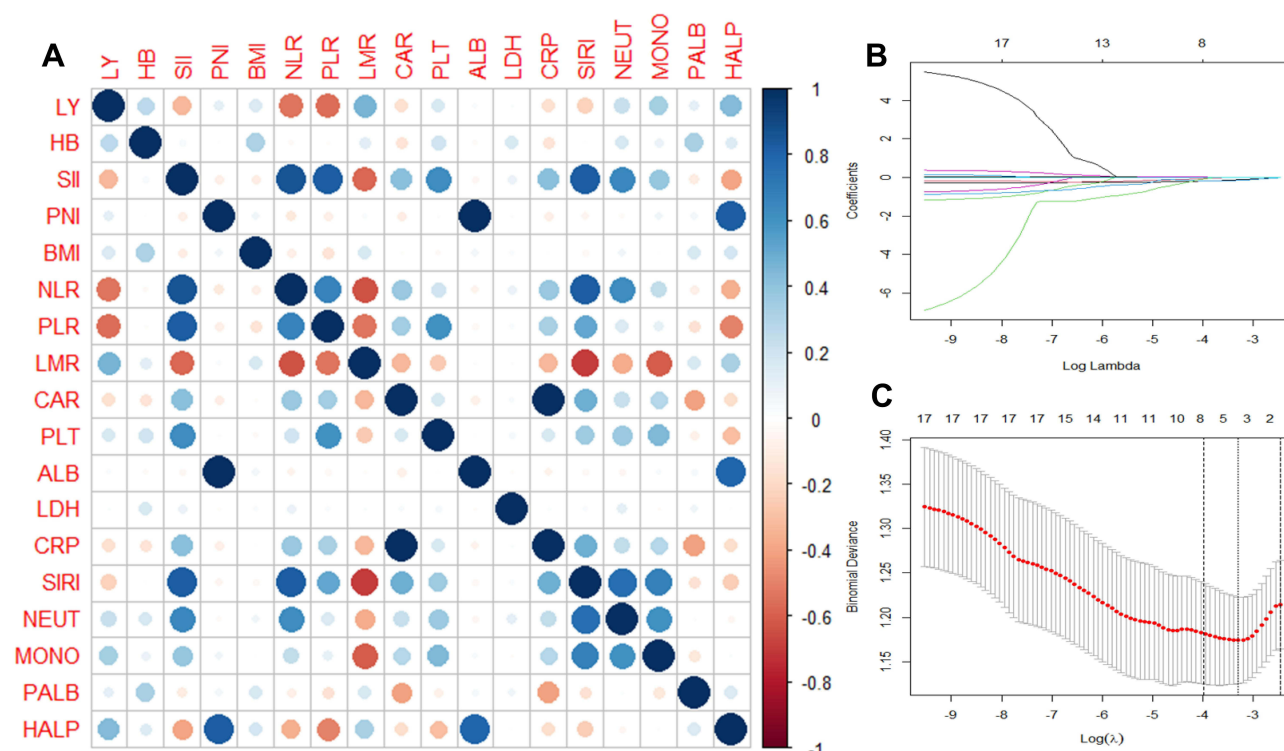 A
LY HB SII PNI BMI NLR PLR LMR CAR PLT ALB LDH CRP SIRI NEUT MONO PALB HALP
LY
HB
SII
PNI
BMI
NLR
PLR
LMR
CAR
PLT
ALB
LDH
CRP
SIRI
NEUT
MONO
PALB
HALP
1
0.8
0.6
0.4
0.2
0
-0.2
-0.4
-0.6
-0.8
-1
B
17 13 8
Coefficients
4
2
0
-2
-4
-6
-9 -8 -7 -6 -5 -4 -3
Log Lambda
C
17 17 17 17 17 15 14 11 11 10 8 5 3 2
Binomial Deviance
1.40
1.35
1.30
1.25
1.20
1.15
-9 -8 -7 -6 -5 -4 -3
Log(λ)